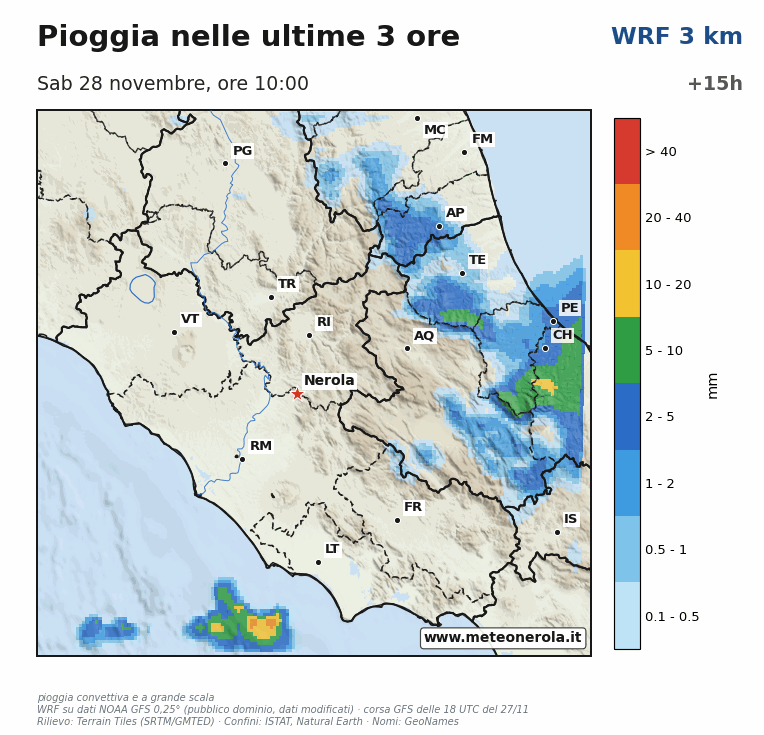 Pioggia nelle ultime 3 ore
WRF 3 km
Sab 28 novembre, ore 10:00
+15h
MC
FM
PG
AP
TE
TR
PE
VT
RI
AQ
CH
Nerola
RM
FR
IS
LT
www.meteonerola.it
> 40
20 - 40
10 - 20
5 - 10
2 - 5
1 - 2
0.5 - 1
0.1 - 0.5
mm
pioggia convettiva e a grande scala
WRF su dati NOAA GFS 0,25° (pubblico dominio, dati modificati) · corsa GFS delle 18 UTC del 27/11
Rilievo: Terrain Tiles (SRTM/GMTED) · Confini: ISTAT, Natural Earth · Nomi: GeoNames